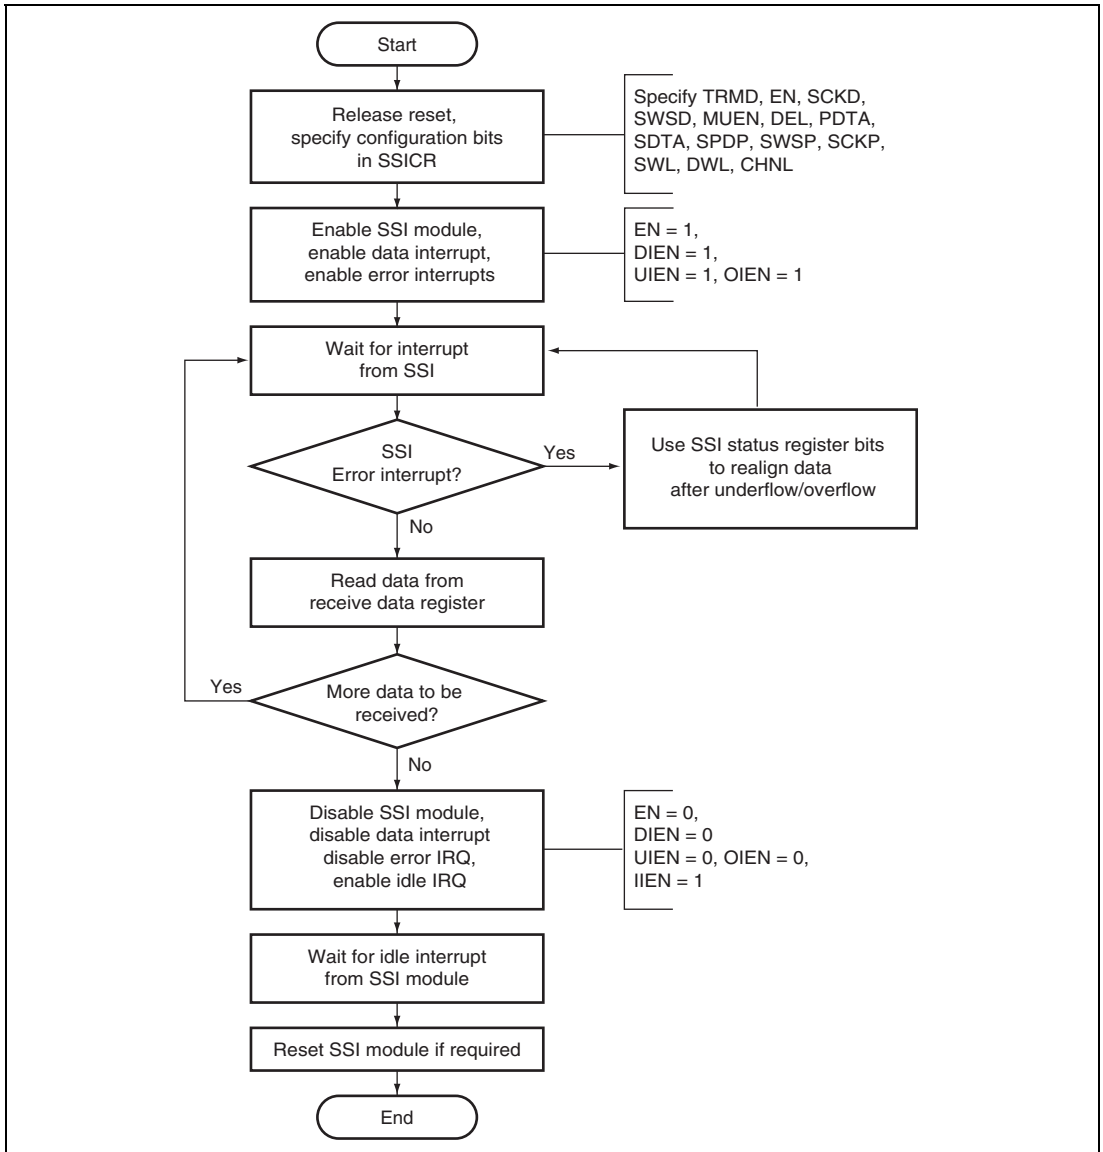 Start
Release reset,
specify configuration bits
in SSICR
Specify TRMD, EN, SCKD,
SWSD, MUEN, DEL, PDTA,
SDTA, SPDP, SWSP, SCKP,
SWL, DWL, CHNL
Enable SSI module,
enable data interrupt,
enable error interrupts
EN = 1,
DIEN = 1,
UIEN = 1, OIEN = 1
Wait for interrupt
from SSI
SSI
Error interrupt?
Yes
Use SSI status register bits
to realign data
after underflow/overflow
No
Read data from
receive data register
Yes
More data to be
received?
No
Disable SSI module,
disable data interrupt
disable error IRQ,
enable idle IRQ
EN = 0,
DIEN = 0
UIEN = 0, OIEN = 0,
IIEN = 1
Wait for idle interrupt
from SSI module
Reset SSI module if required
End